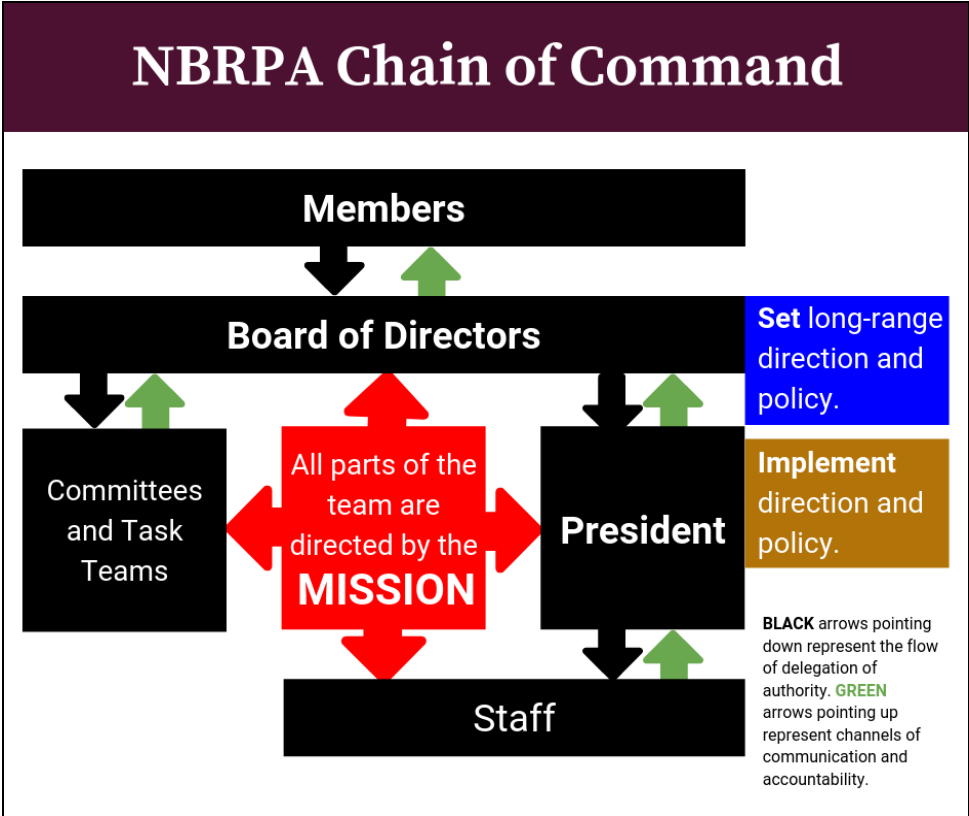 NBRPA Chain of Command
Members
Board of Directors
Set long-range
direction and
policy.
Committees
and Task
Teams
All parts of the
team are
directed by the
MISSION
President
Implement
direction and
policy.
Staff
BLACK arrows pointing
down represent the flow
of delegation of
authority. GREEN
arrows pointing up
represent channels of
communication and
accountability.